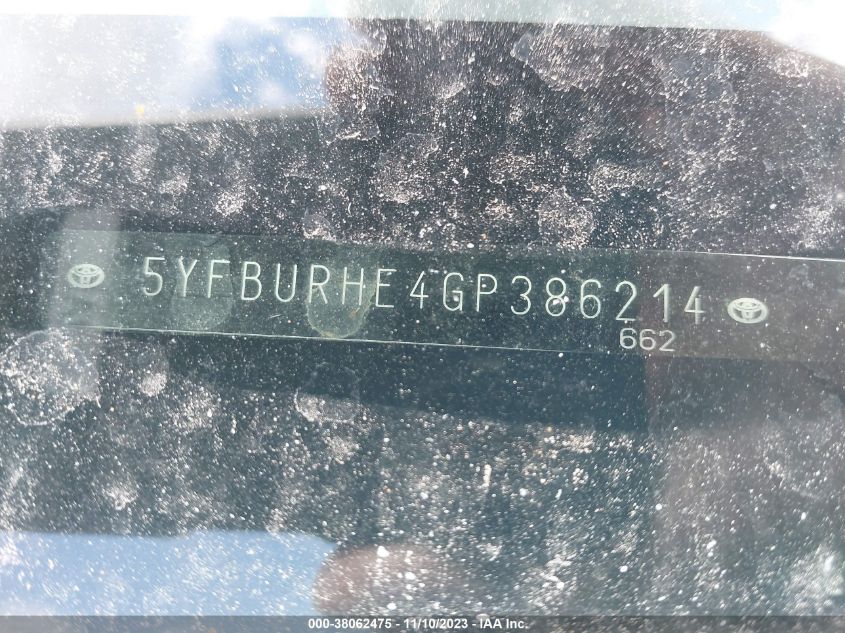 5YFBURHE4GP386214
662
000-38062475 - 11/10/2023 - IAA Inc.